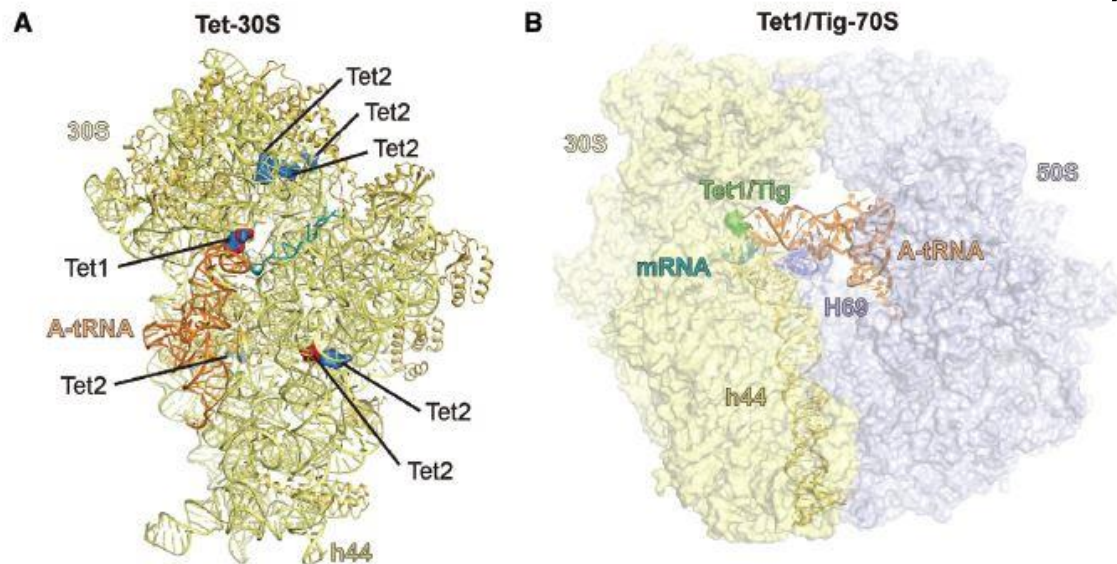 A
Tet-30S
Tet2
Tet2
Tet2
30S
Tet1
A-tRNA
Tet2
Tet2
Tet2
h44
B
Tet1/Tig-70S
30S
50S
Tet1/Tig
mRNA
A-tRNA
H69
h44